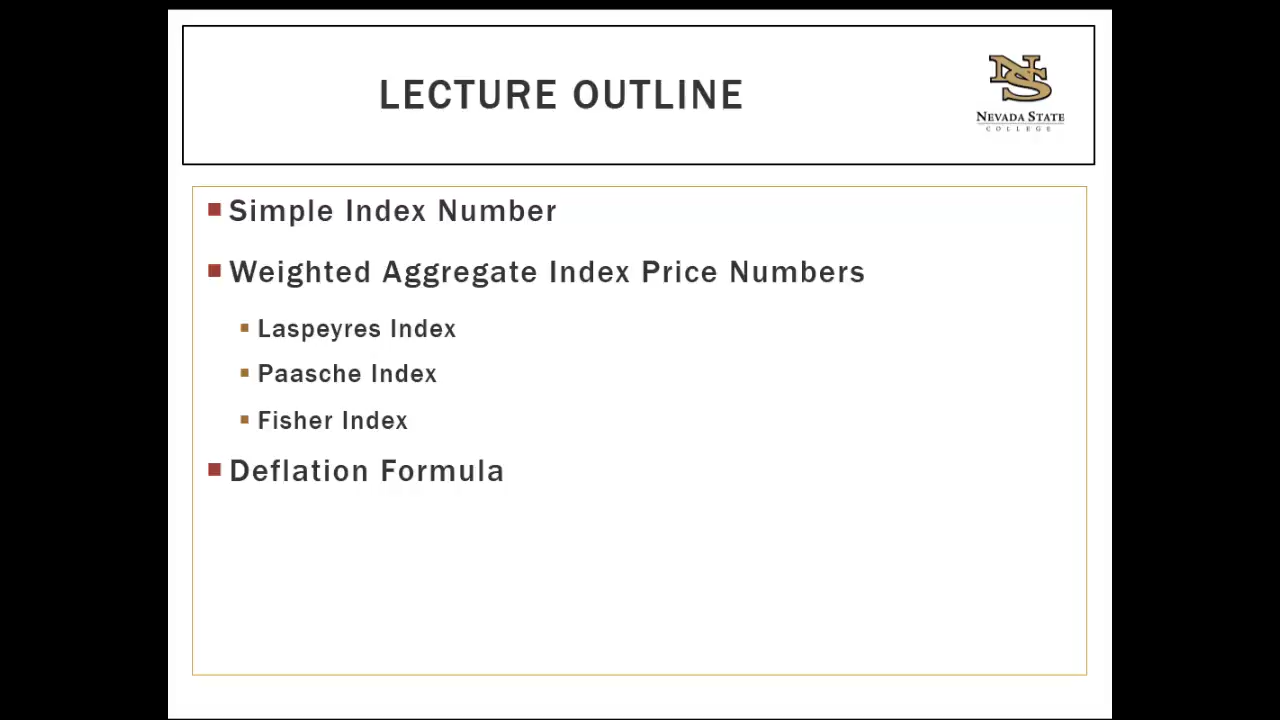 LECTURE OUTLINE
NS
NEVADA STATE
COLLEGE
Simple Index Number
Weighted Aggregate Index Price Numbers
Laspeyres Index
Paasche Index
Fisher Index
Deflation Formula